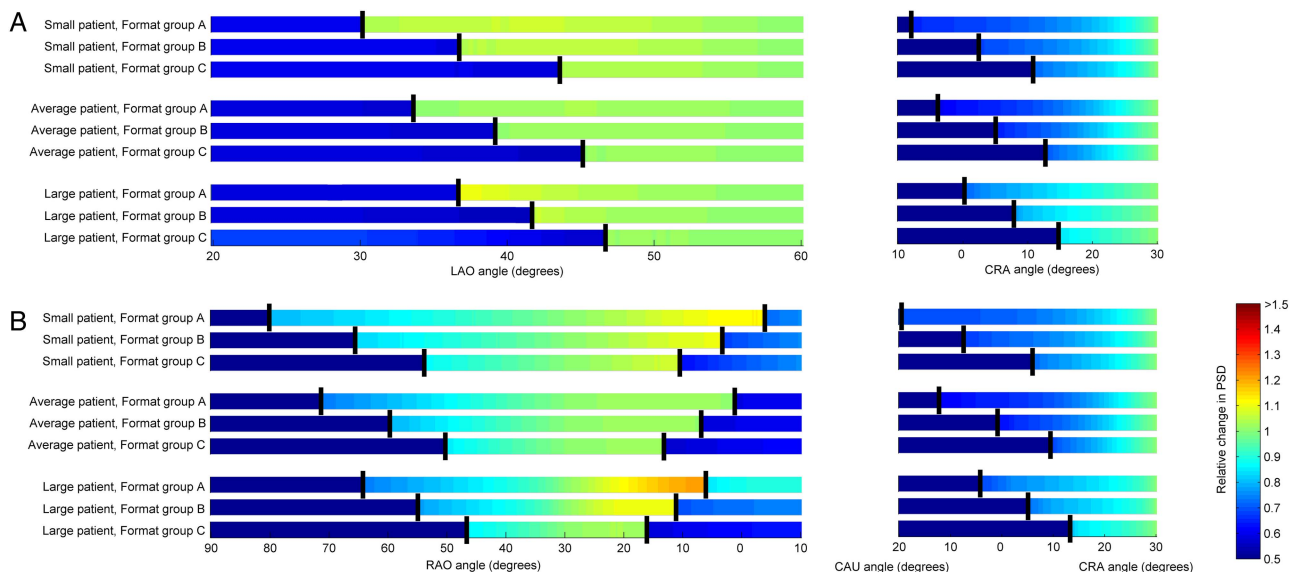 A
Small patient, Format group A
Small patient, Format group B
Small patient, Format group C
Average patient, Format group A
Average patient, Format group B
Average patient, Format group C
Large patient, Format group A
Large patient, Format group B
Large patient, Format group C
20 30 40 50 60
LAO angle (degrees)
10 0 10 20 30
CRA angle (degrees)
B
Small patient, Format group A
Small patient, Format group B
Small patient, Format group C
Average patient, Format group A
Average patient, Format group B
Average patient, Format group C
Large patient, Format group A
Large patient, Format group B
Large patient, Format group C
90 80 70 60 50 40 30 20 10 0 10
RAO angle (degrees)
20 10 0 10 20 30
CAU angle (degrees) CRA angle (degrees)
Relative change in PSD
>1.5
1.4
1.3
1.2
1.1
1
0.9
0.8
0.7
0.6
0.5